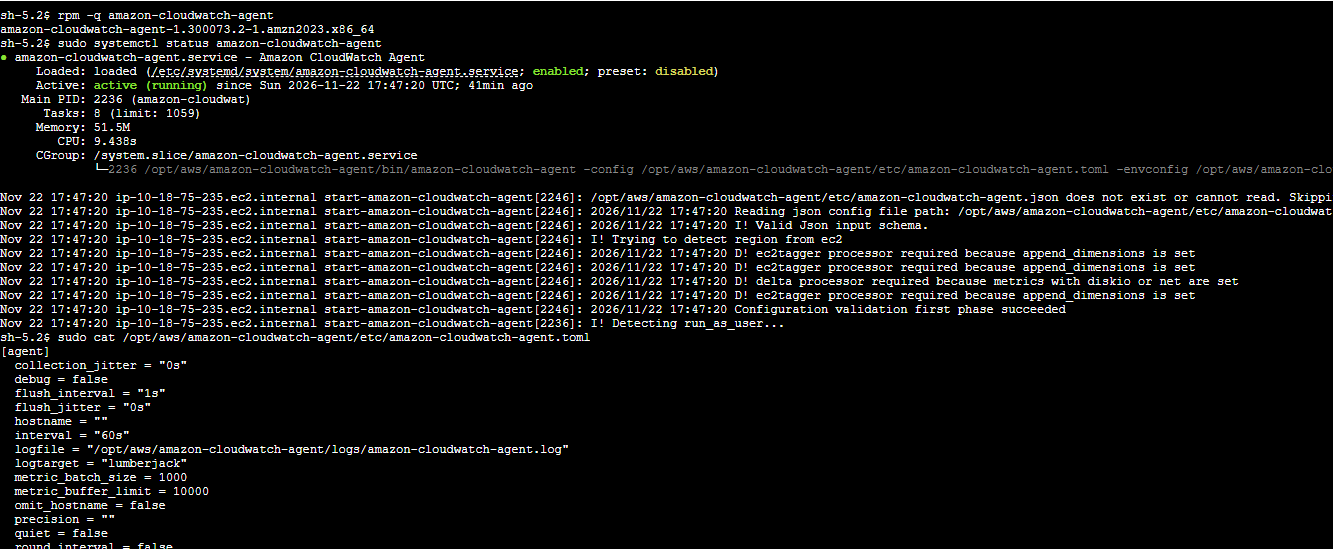 sh-5.2$ rpm -q amazon-cloudwatch-agent
amazon-cloudwatch-agent-1.300073.2-1.amzn2023.x86_64
sh-5.2$ sudo systemctl status amazon-cloudwatch-agent
● amazon-cloudwatch-agent.service - Amazon CloudWatch Agent
     Loaded: loaded (/etc/systemd/system/amazon-cloudwatch-agent.service; enabled; preset: disabled)
     Active: active (running) since Sun 2026-11-22 17:47:20 UTC; 41min ago
   Main PID: 2236 (amazon-cloudwat)
      Tasks: 8 (limit: 1059)
     Memory: 51.5M
        CPU: 9.438s
     CGroup: /system.slice/amazon-cloudwatch-agent.service
             └─2236 /opt/aws/amazon-cloudwatch-agent/bin/amazon-cloudwatch-agent -config /opt/aws/amazon-cloudwatch-agent/etc/amazon-cloudwatch-agent.toml -envconfig /opt/aws/amazon-clo
Nov 22 17:47:20 ip-10-18-75-235.ec2.internal start-amazon-cloudwatch-agent[2246]: /opt/aws/amazon-cloudwatch-agent/etc/amazon-cloudwatch-agent.json does not exist or cannot read. Skippi
Nov 22 17:47:20 ip-10-18-75-235.ec2.internal start-amazon-cloudwatch-agent[2246]: 2026/11/22 17:47:20 Reading json config file path: /opt/aws/amazon-cloudwatch-agent/etc/amazon-cloudwat
Nov 22 17:47:20 ip-10-18-75-235.ec2.internal start-amazon-cloudwatch-agent[2246]: 2026/11/22 17:47:20 I! Valid Json input schema.
Nov 22 17:47:20 ip-10-18-75-235.ec2.internal start-amazon-cloudwatch-agent[2246]: I! Trying to detect region from ec2
Nov 22 17:47:20 ip-10-18-75-235.ec2.internal start-amazon-cloudwatch-agent[2246]: 2026/11/22 17:47:20 D! ec2tagger processor required because append_dimensions is set
Nov 22 17:47:20 ip-10-18-75-235.ec2.internal start-amazon-cloudwatch-agent[2246]: 2026/11/22 17:47:20 D! ec2tagger processor required because append_dimensions is set
Nov 22 17:47:20 ip-10-18-75-235.ec2.internal start-amazon-cloudwatch-agent[2246]: 2026/11/22 17:47:20 D! delta processor required because metrics with diskio or net are set
Nov 22 17:47:20 ip-10-18-75-235.ec2.internal start-amazon-cloudwatch-agent[2246]: 2026/11/22 17:47:20 D! ec2tagger processor required because append_dimensions is set
Nov 22 17:47:20 ip-10-18-75-235.ec2.internal start-amazon-cloudwatch-agent[2246]: 2026/11/22 17:47:20 Configuration validation first phase succeeded
Nov 22 17:47:20 ip-10-18-75-235.ec2.internal start-amazon-cloudwatch-agent[2236]: I! Detecting run_as_user...
sh-5.2$ sudo cat /opt/aws/amazon-cloudwatch-agent/etc/amazon-cloudwatch-agent.toml
[agent]
  collection_jitter = "0s"
  debug = false
  flush_interval = "1s"
  flush_jitter = "0s"
  hostname = ""
  interval = "60s"
  logfile = "/opt/aws/amazon-cloudwatch-agent/logs/amazon-cloudwatch-agent.log"
  logtarget = "lumberjack"
  metric_batch_size = 1000
  metric_buffer_limit = 10000
  omit_hostname = false
  precision = ""
  quiet = false
  round_interval = false